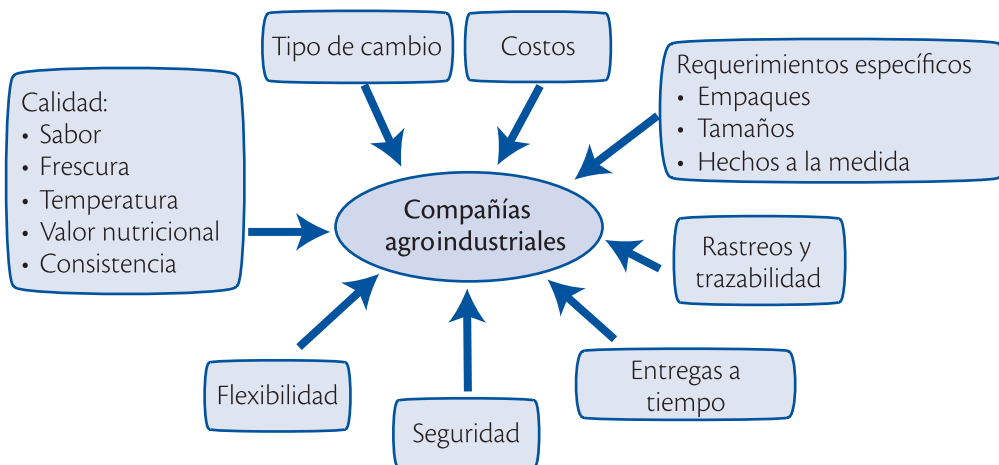 Tipo de cambio
Costos
Requerimientos específicos
• Empaques
• Tamaños
• Hechos a la medida
Calidad:
• Sabor
• Frescura
• Temperatura
• Valor nutricional
• Consistencia
Compañías
agroindustriales
Rastreos y
trazabilidad
Entregas a
tiempo
Flexibilidad
Seguridad